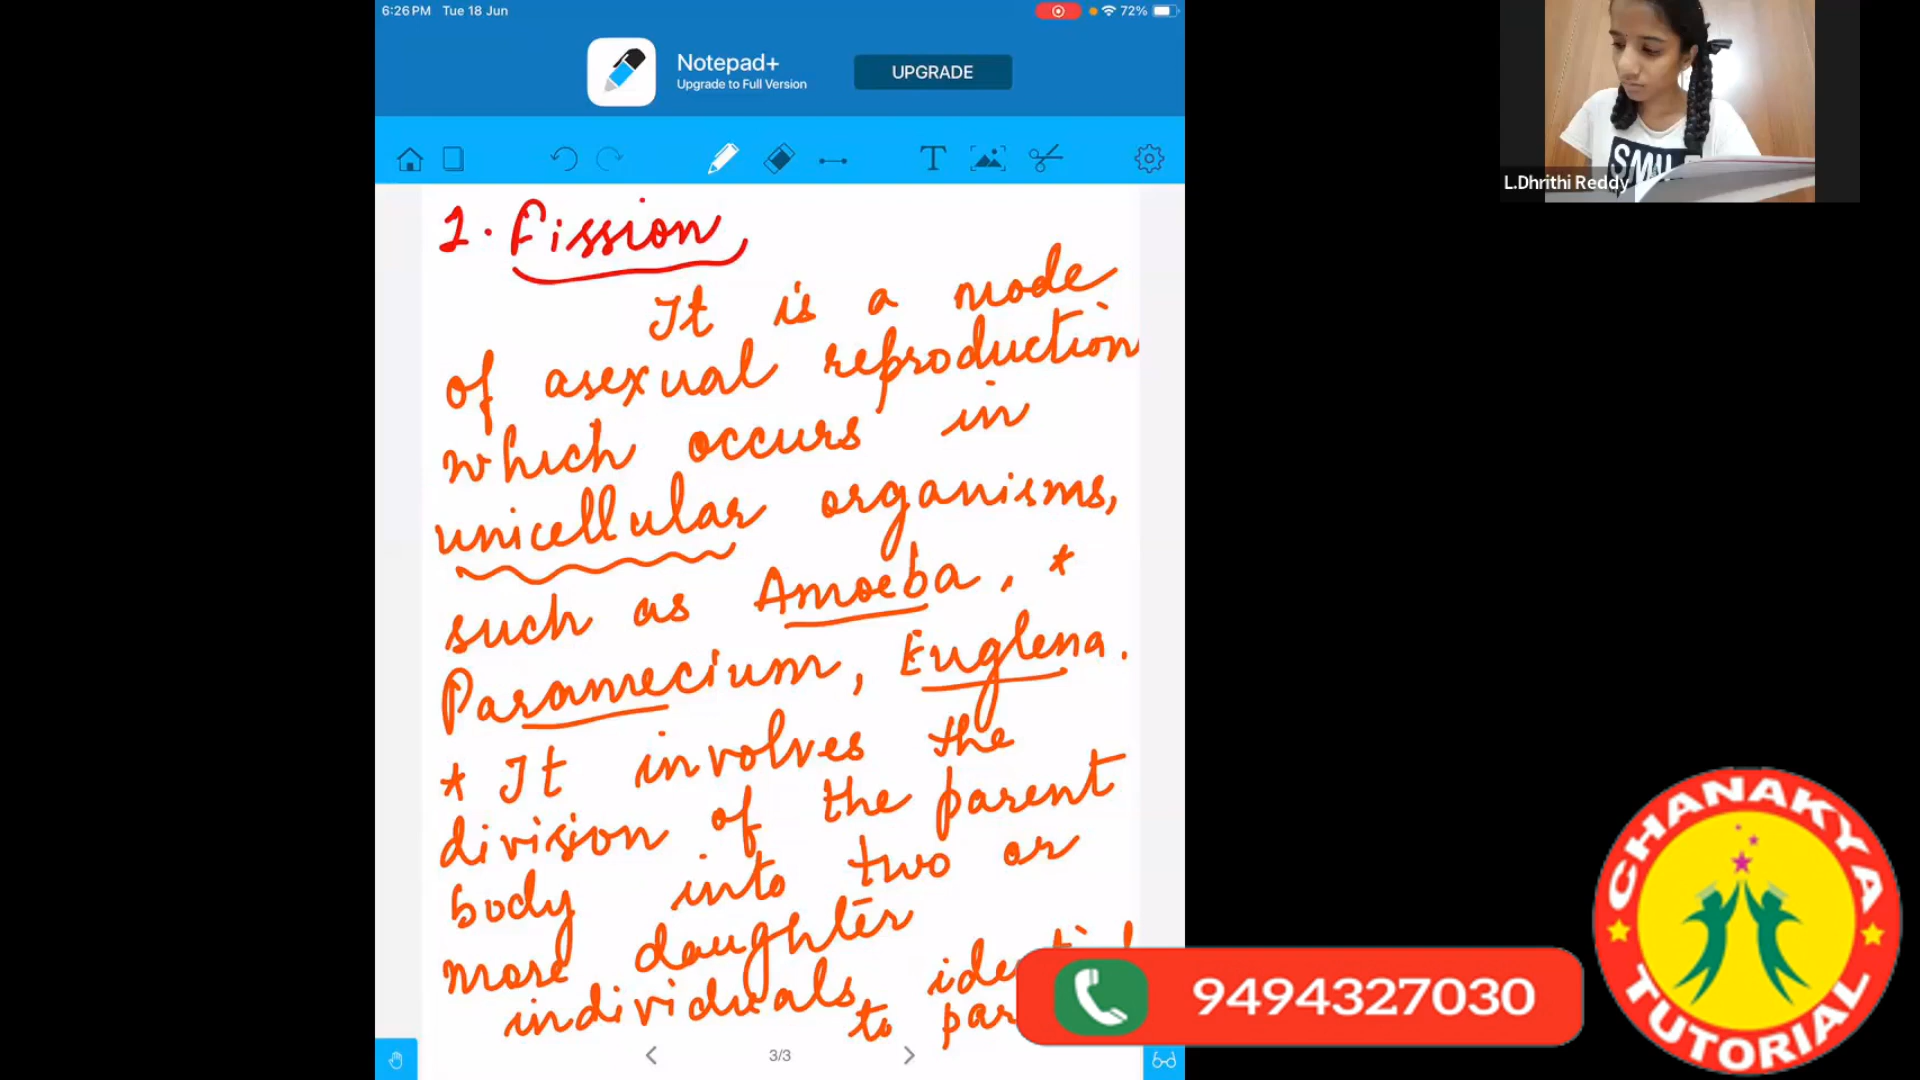 6:26 PM Tue 18 Jun
72%
Notepad+
Upgrade to Full Version
UPGRADE
T
L.Dhrithi Reddy
1. Fission
It is a mode
of asexual reproduction
which occurs in
unicellular organisms,
such as Amoeba, *
Paramecium, Euglena.
* It involves the
division of the parent
body into two or
more daughter
individuals
to
3/3
9494327030
CHANAKYA
TUTORIAL